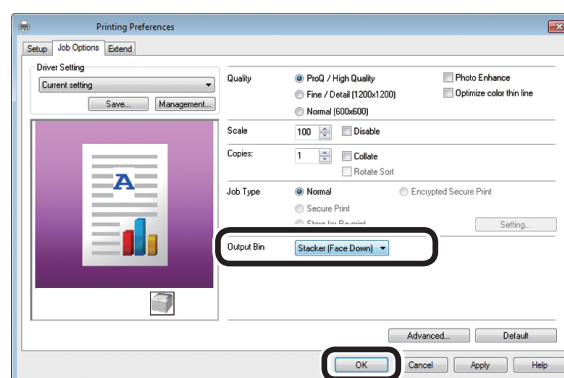 Printing Preferences
Setup Job Options Extend
Driver Setting
Current setting
Save... Management...
A
Quality ProQ / High Quality Photo Enhance
Fine / Detail (1200x1200) Optimize color thin line
Normal (600x600)
Scale 100 Disable
Copies: 1 Collate
Rotate Sort
Job Type Normal Encrypted Secure Print
Secure Print
Store for Re-print Setting...
Output Bin Stacker (Face Down)
Advanced... Default
OK Cancel Apply Help